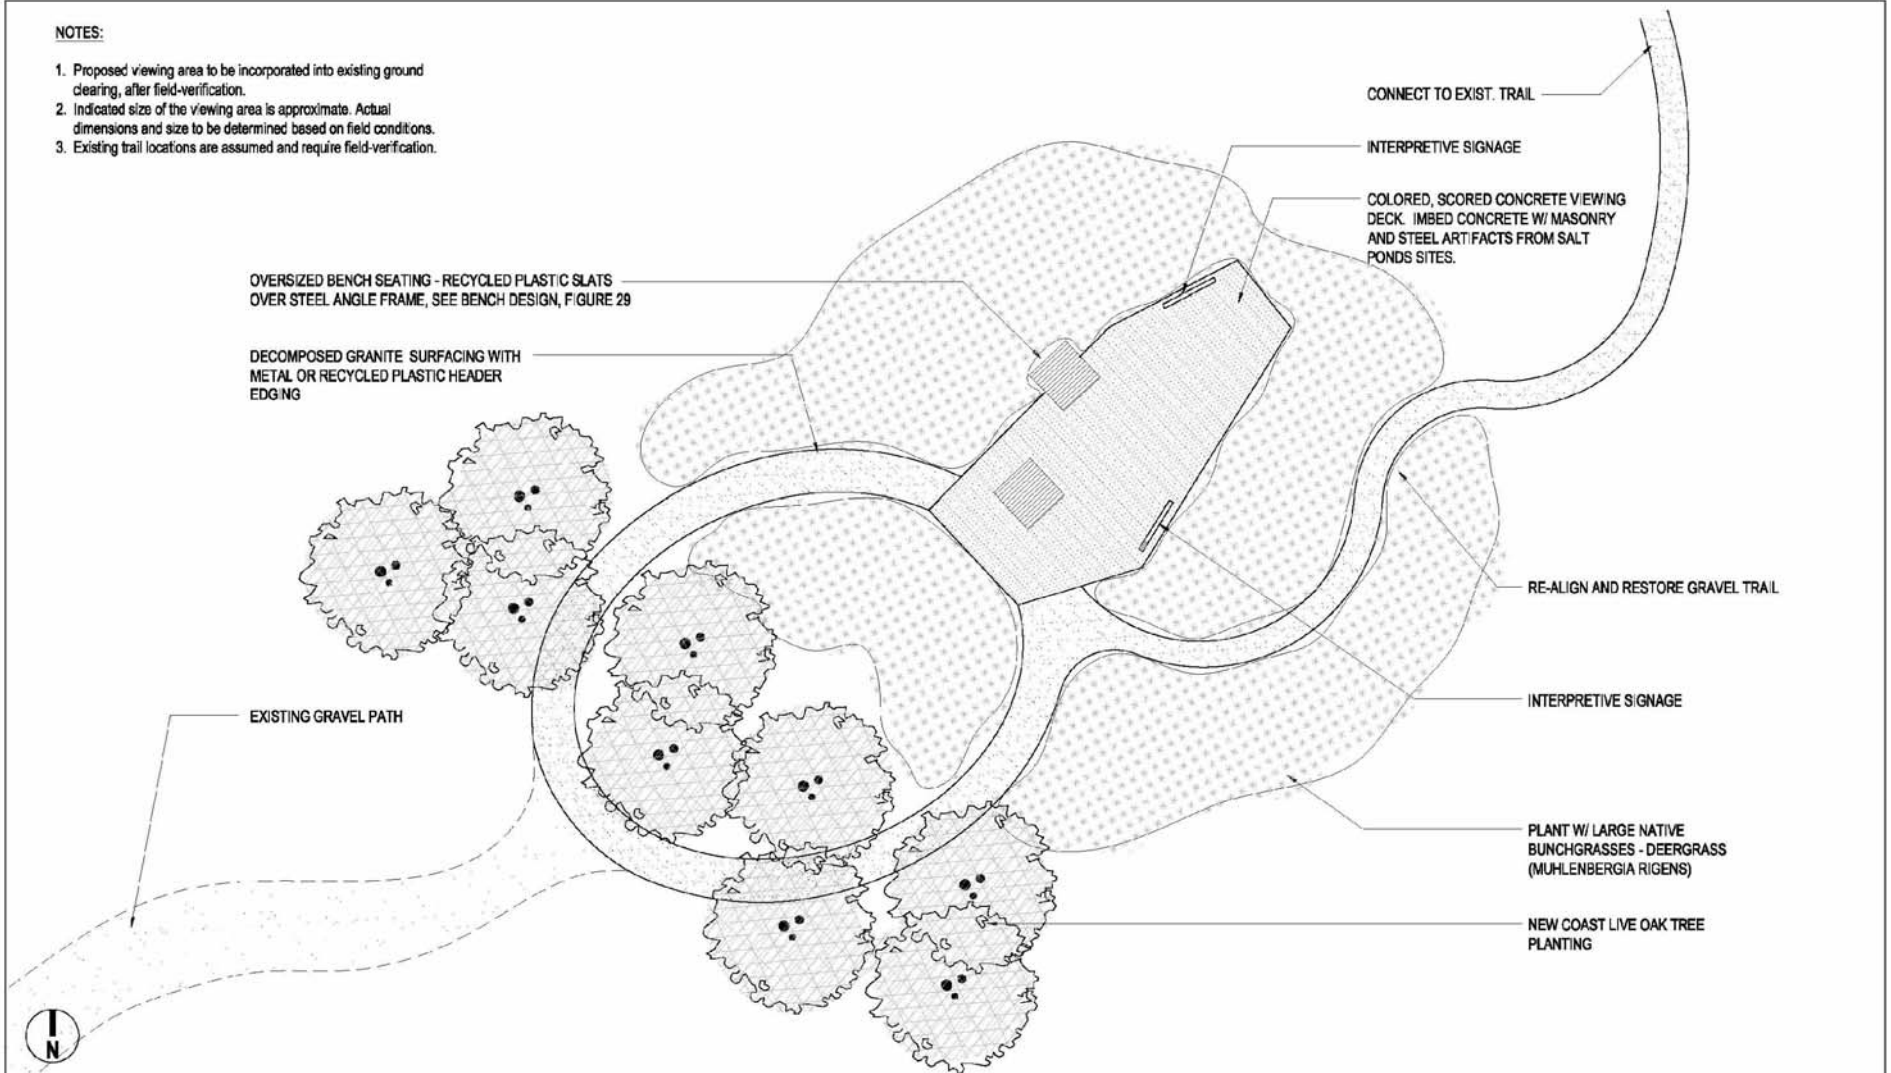 NOTES:
1. Proposed viewing area to be incorporated into existing ground
clearing, after field-verification.
2. Indicated size of the viewing area is approximate. Actual
dimensions and size to be determined based on field conditions.
3. Existing trail locations are assumed and require field-verification.
CONNECT TO EXIST. TRAIL
INTERPRETIVE SIGNAGE
COLORED, SCORED CONCRETE VIEWING
DECK. IMBED CONCRETE W/ MASONRY
AND STEEL ARTIFACTS FROM SALT
PONDS SITES.
OVERSIZED BENCH SEATING - RECYCLED PLASTIC SLATS
OVER STEEL ANGLE FRAME, SEE BENCH DESIGN, FIGURE 29
DECOMPOSED GRANITE SURFACING WITH
METAL OR RECYCLED PLASTIC HEADER
EDGING
RE-ALIGN AND RESTORE GRAVEL TRAIL
INTERPRETIVE SIGNAGE
EXISTING GRAVEL PATH
PLANT W/ LARGE NATIVE
BUNCHGRASSES - DEERGRASS
(MUHLENBERGIA RIGENS)
NEW COAST LIVE OAK TREE
PLANTING
N